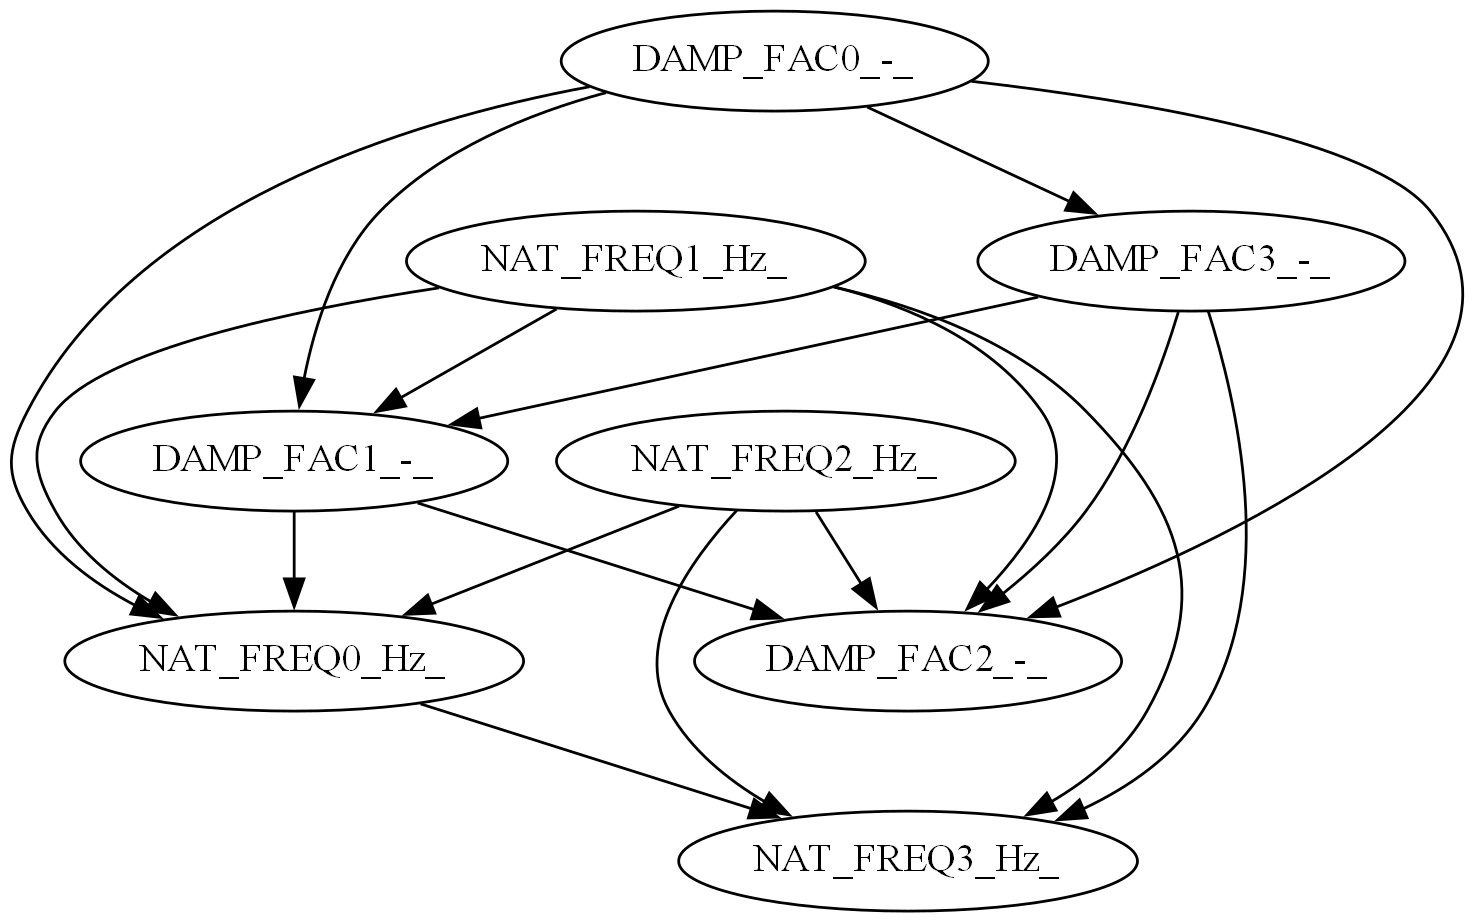 DAMP_FAC0_-_
NAT_FREQ1_Hz_
DAMP_FAC3_-_
DAMP_FAC1_-_
NAT_FREQ2_Hz_
NAT_FREQ0_Hz_
DAMP_FAC2_-_
NAT_FREQ3_Hz_